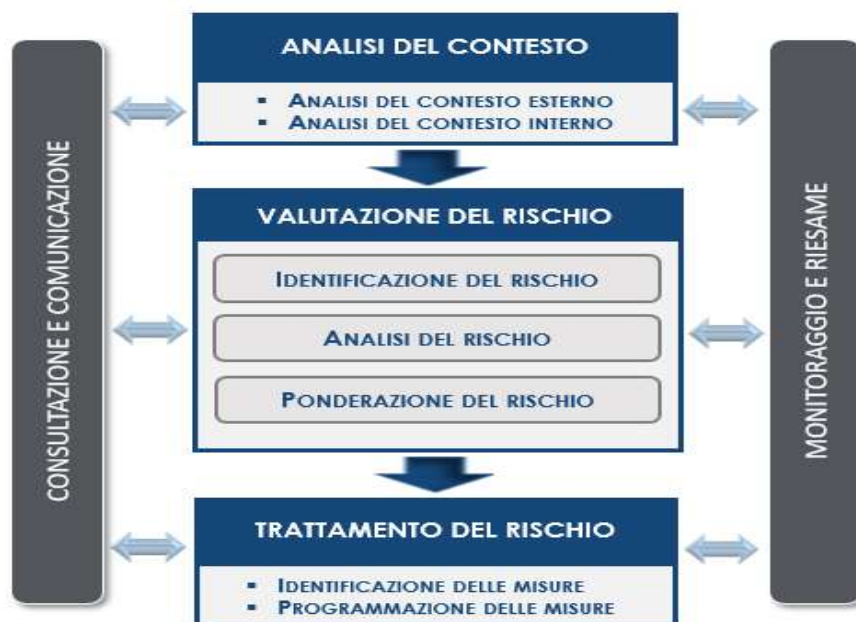 CONSULTAZIONE E COMUNICAZIONE
ANALISI DEL CONTESTO
▪ ANALISI DEL CONTESTO ESTERNO
▪ ANALISI DEL CONTESTO INTERNO
VALUTAZIONE DEL RISCHIO
IDENTIFICAZIONE DEL RISCHIO
ANALISI DEL RISCHIO
PONDERAZIONE DEL RISCHIO
TRATTAMENTO DEL RISCHIO
▪ IDENTIFICAZIONE DELLE MISURE
▪ PROGRAMMAZIONE DELLE MISURE
MONITORAGGIO E RIESAME